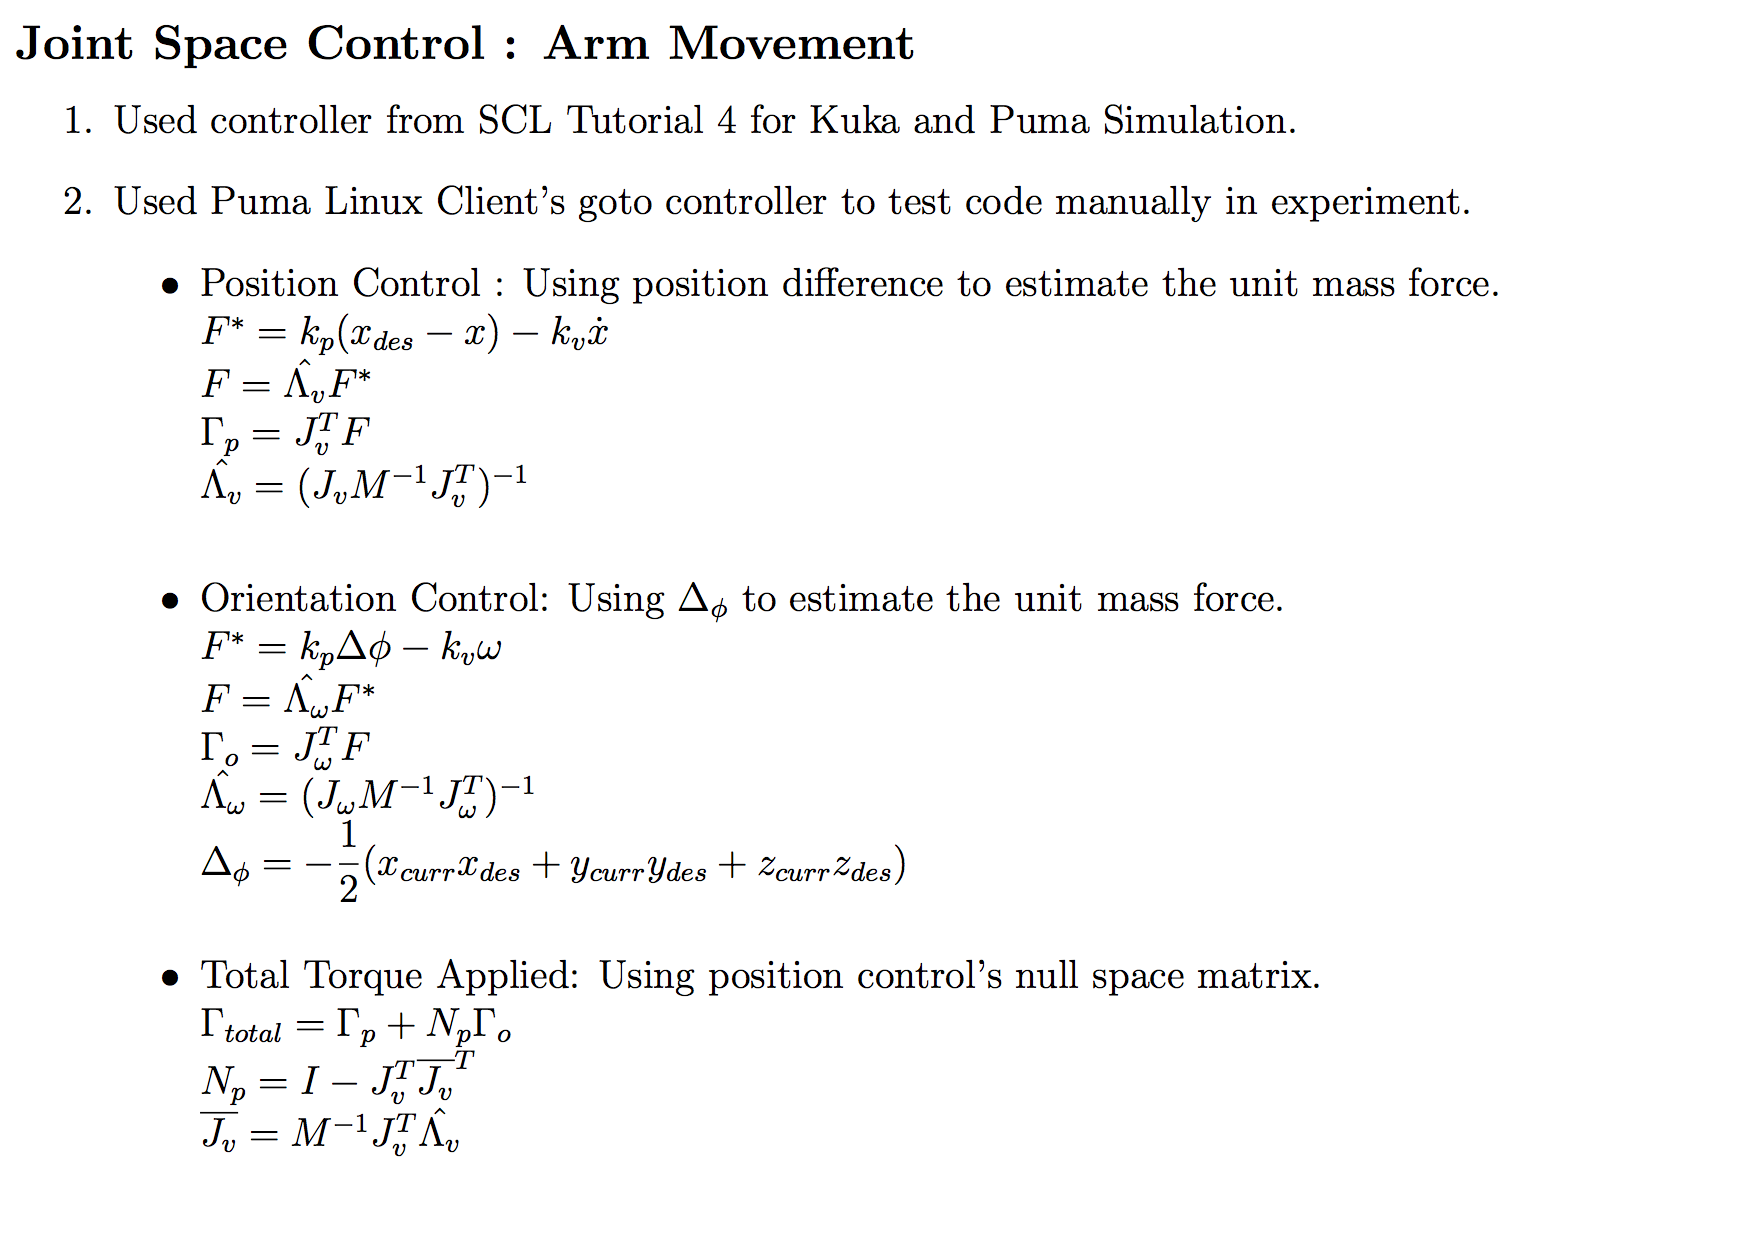 Joint Space Control : Arm Movement
1. Used controller from SCL Tutorial 4 for Kuka and Puma Simulation.
2. Used Puma Linux Client's goto controller to test code manually in experiment.
• Position Control : Using position difference to estimate the unit mass force.
$F^* = k_p(x_{des} - x) - k_v\dot{x}$
$F = \hat{\Lambda_v}F^*$
$\Gamma_p = J_v^T F$
$\hat{\Lambda_v} = (J_v M^{-1} J_v^T)^{-1}$
• Orientation Control: Using $\Delta_\phi$ to estimate the unit mass force.
$F^* = k_p\Delta\phi - k_v\omega$
$F = \hat{\Lambda_\omega}F^*$
$\Gamma_o = J_\omega^T F$
$\hat{\Lambda_\omega} = (J_\omega M^{-1} J_\omega^T)^{-1}$
$\Delta_\phi = -\frac{1}{2}(x_{curr}x_{des} + y_{curr}y_{des} + z_{curr}z_{des})$
• Total Torque Applied: Using position control's null space matrix.
$\Gamma_{total} = \Gamma_p + N_p\Gamma_o$
$N_p = I - J_v^T \overline{J_v}^T$
$\overline{J_v} = M^{-1} J_v^T \hat{\Lambda_v}$